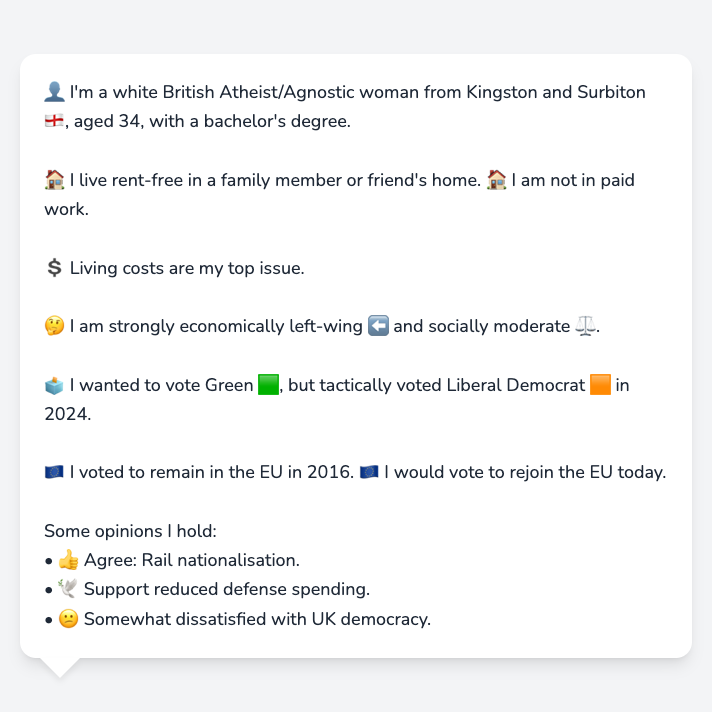 👤 I'm a white British Atheist/Agnostic woman from Kingston and Surbiton
🏴󠁧󠁢󠁥󠁮󠁧󠁿, aged 34, with a bachelor's degree.
🏠 I live rent-free in a family member or friend's home. 🏠 I am not in paid
work.
💲 Living costs are my top issue.
🤔 I am strongly economically left-wing ⬅️ and socially moderate ⚖️.
🗳️ I wanted to vote Green 🟩, but tactically voted Liberal Democrat 🟧 in
2024.
🇪🇺 I voted to remain in the EU in 2016. 🇪🇺 I would vote to rejoin the EU today.
Some opinions I hold:
• 👍 Agree: Rail nationalisation.
• 🕊️ Support reduced defense spending.
• 😕 Somewhat dissatisfied with UK democracy.